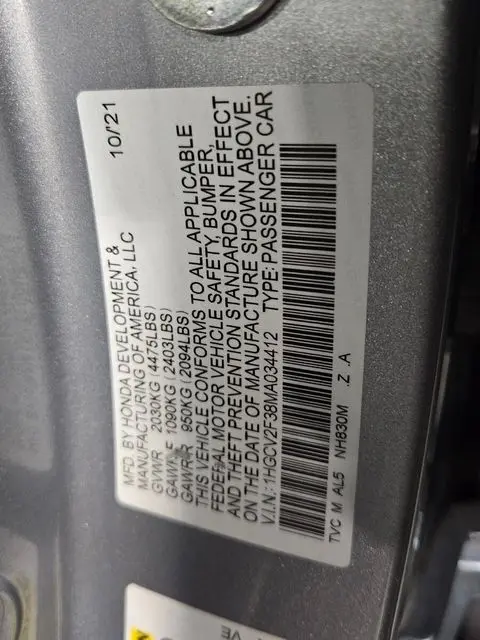 MFD. BY HONDA DEVELOPMENT & 10/'21
MANUFACTURING OF AMERICA, LLC
GVWR 2030KG (4475LBS)
GAWR F 1090KG (2403LBS)
GAWR R 950KG (2094LBS)
THIS VEHICLE CONFORMS TO ALL APPLICABLE
FEDERAL MOTOR VEHICLE SAFETY, BUMPER,
AND THEFT PREVENTION STANDARDS IN EFFECT
ON THE DATE OF MANUFACTURE SHOWN ABOVE.
V.I.N.: 1HGCV2F38MA034412 TYPE: PASSENGER CAR
TVC M AL5 NH830M .Z .A